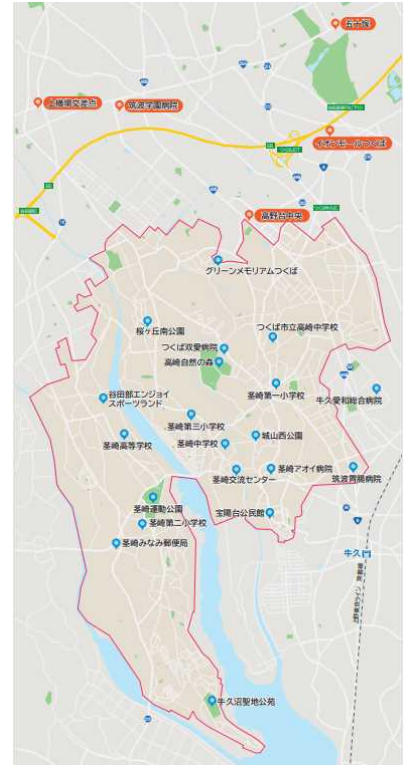 五十塚
上横場交差点
筑波学園病院
イオンモールつくば
高野台中央
グリーンメモリアムつくば
桜ヶ丘南公園
つくば市立高崎中学校
つくば双愛病院
高崎自然の森
茎崎第一小学校
谷田部エンジョイ
スポーツランド
牛久愛和総合病院
茎崎第三小学校
茎崎高等学校
茎崎中学校
城山西公園
茎崎アオイ病院
茎崎交流センター
筑波胃腸病院
茎崎運動公園
宝陽台公民館
茎崎第二小学校
茎崎みなみ郵便局
牛久
牛久沼聖地公苑